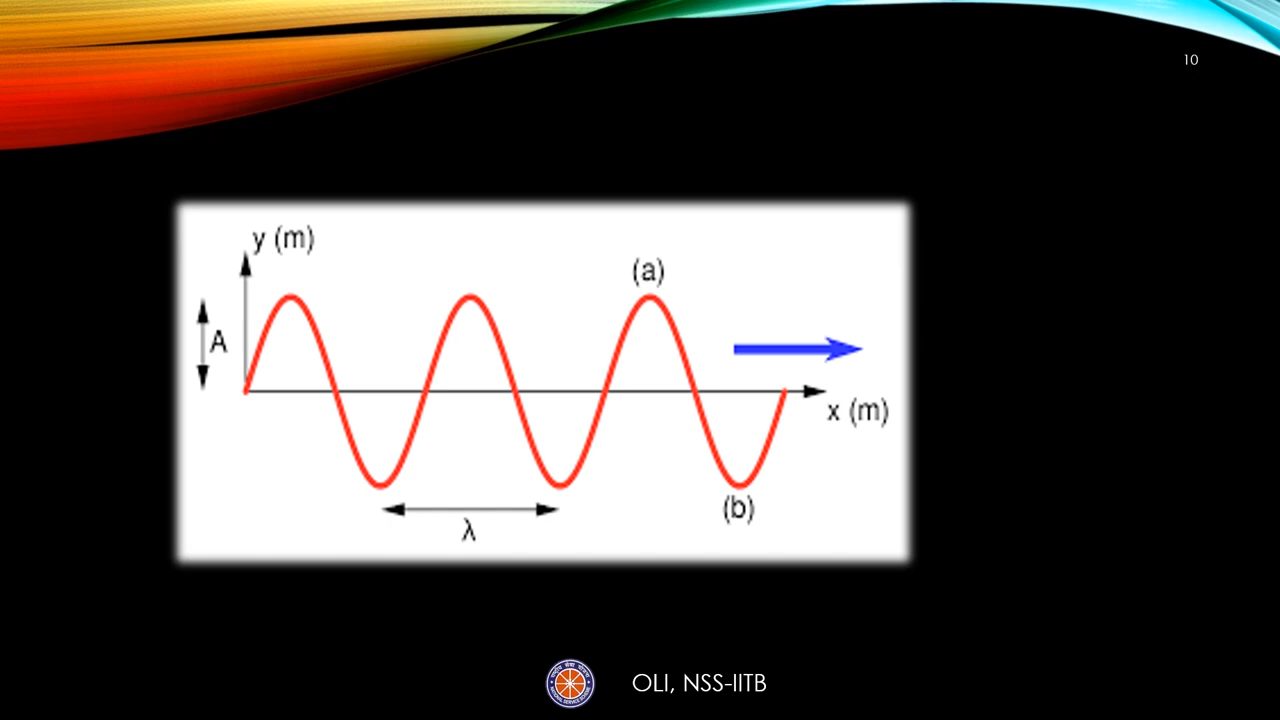 10
y (m)
(a)
A
x (m)
(b)
λ
OLI, NSS-IITB